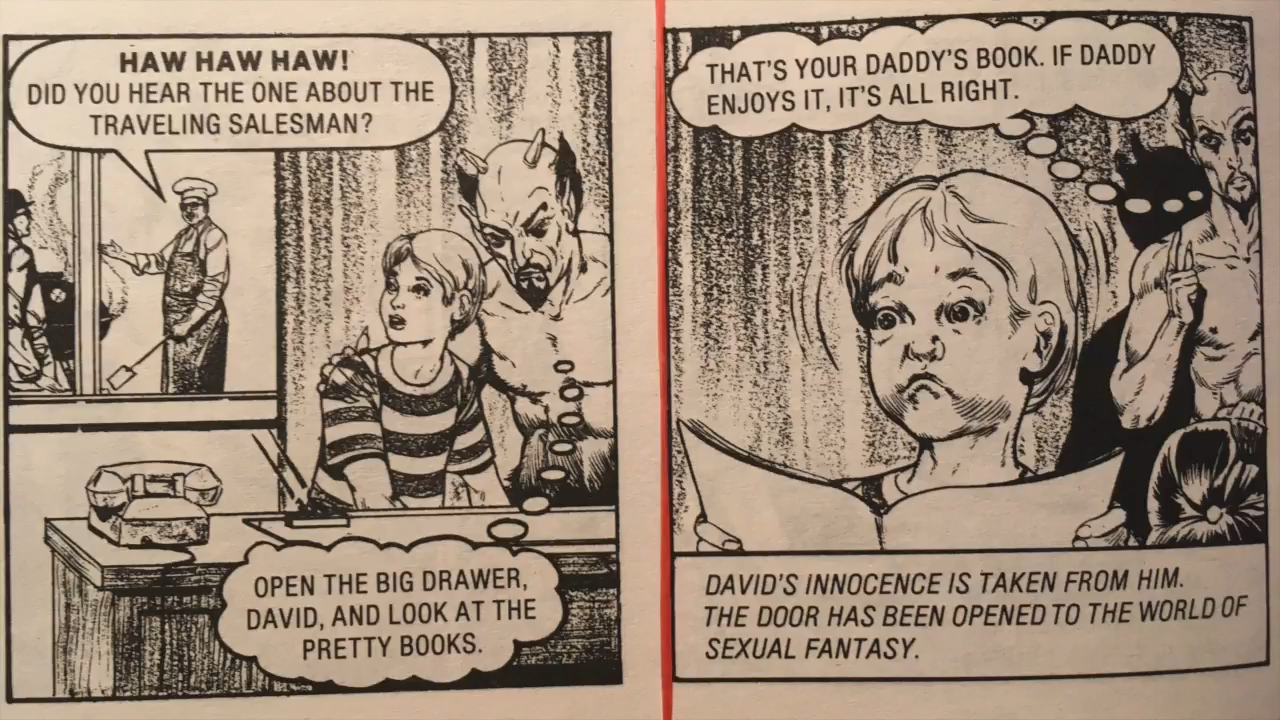 HAW HAW HAW!
DID YOU HEAR THE ONE ABOUT THE
TRAVELING SALESMAN?
OPEN THE BIG DRAWER,
DAVID, AND LOOK AT THE
PRETTY BOOKS.
THAT'S YOUR DADDY'S BOOK. IF DADDY
ENJOYS IT, IT'S ALL RIGHT.
DAVID'S INNOCENCE IS TAKEN FROM HIM.
THE DOOR HAS BEEN OPENED TO THE WORLD OF
SEXUAL FANTASY.